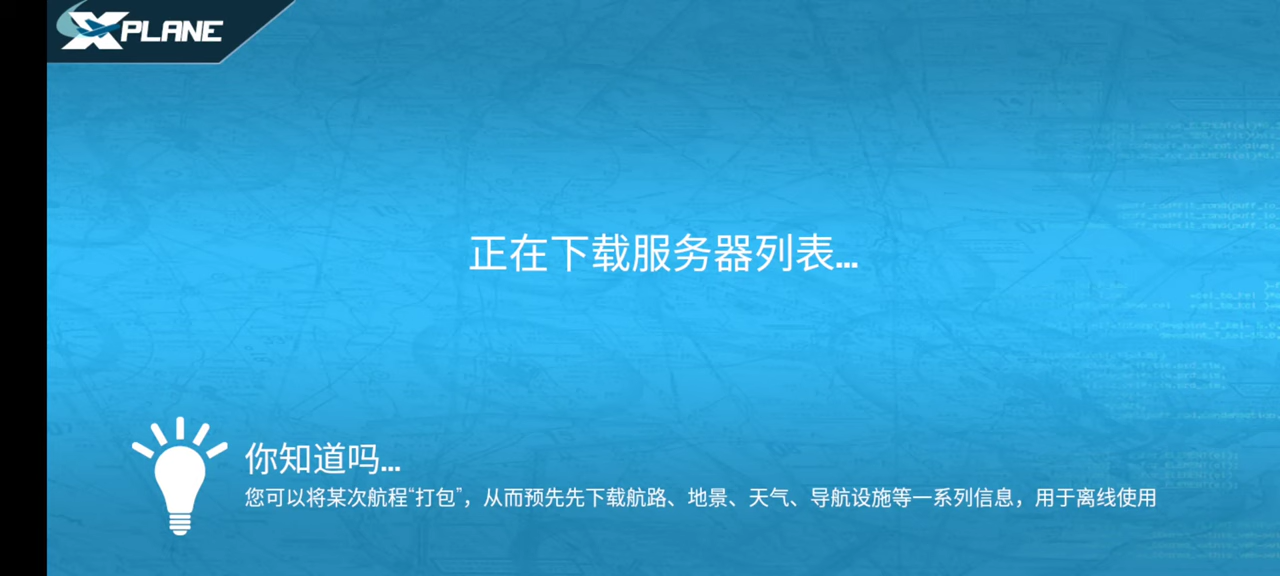 XPLANE
正在下载服务器列表...
你知道吗...
您可以将某次航程“打包”，从而预先先下载航路、地景、天气、导航设施等一系列信息，用于离线使用